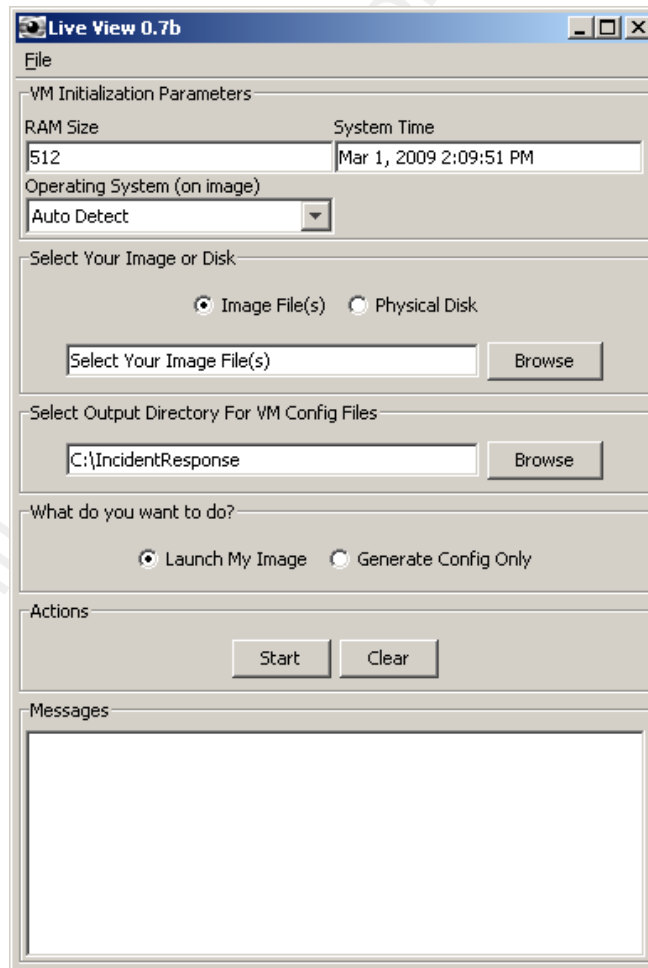 Live View 0.7b
File
VM Initialization Parameters
RAM Size
System Time
512
Mar 1, 2009 2:09:51 PM
Operating System (on image)
Auto Detect
Select Your Image or Disk
Image File(s) Physical Disk
Select Your Image File(s)
Browse
Select Output Directory For VM Config Files
C:\IncidentResponse
Browse
What do you want to do?
Launch My Image Generate Config Only
Actions
Start Clear
Messages